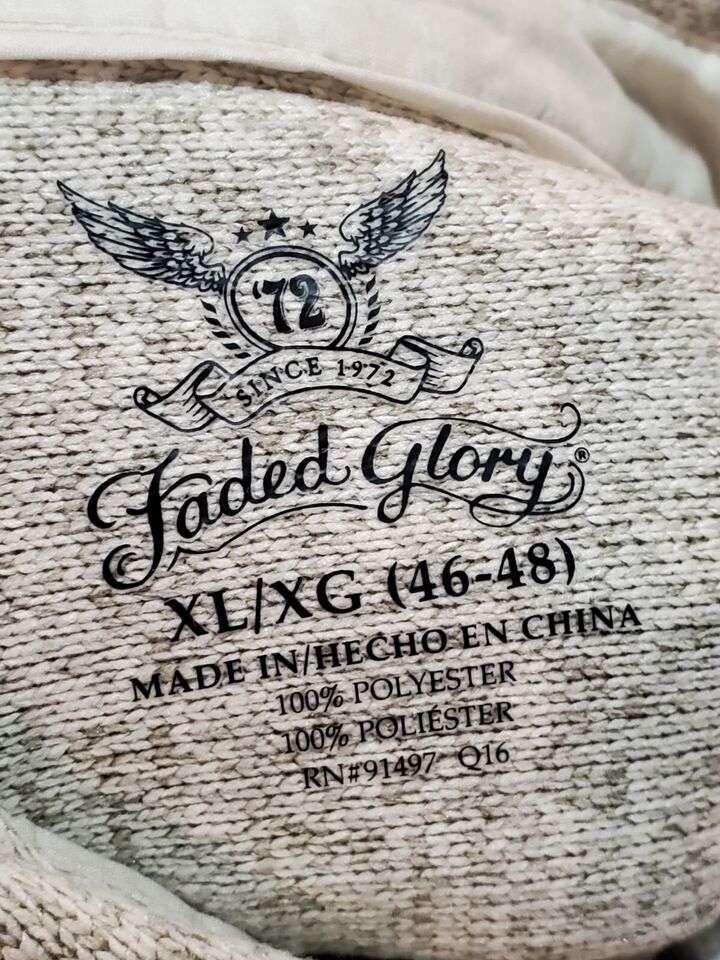 '72
SINCE 1972
Faded Glory®
XL/XG (46-48)
MADE IN/HECHO EN CHINA
100% POLYESTER
100% POLIÉSTER
RN#91497 Q16